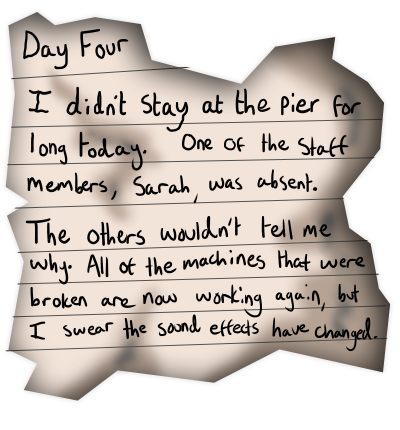 Day Four
I didn't stay at the pier for
long today. One of the staff
members, Sarah, was absent.
The others wouldn't tell me
why. All of the machines that were
broken are now working again, but
I swear the sound effects have changed.